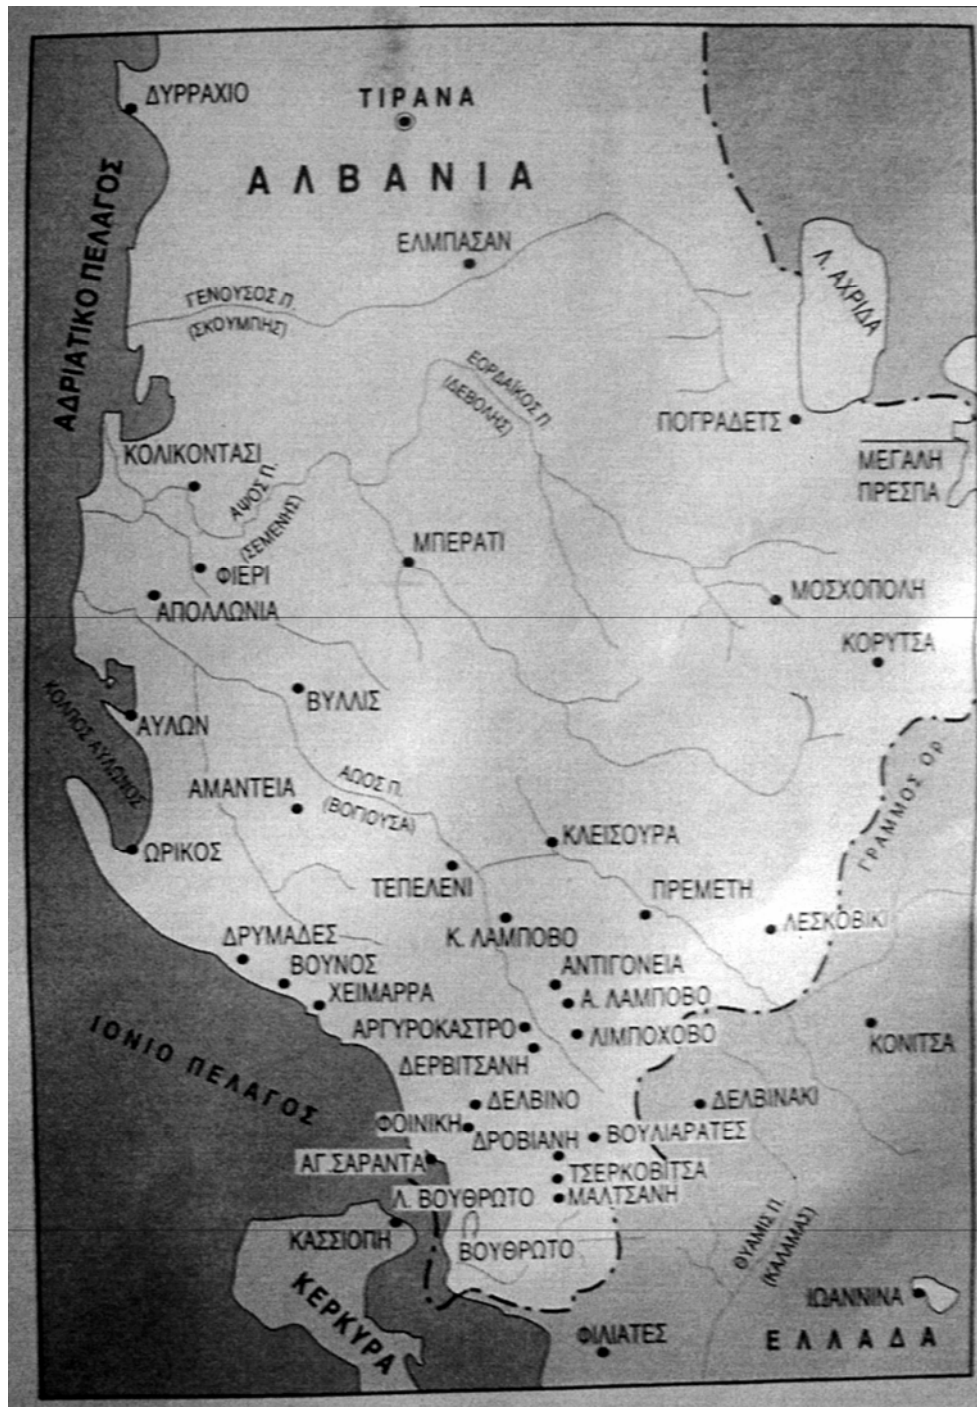 ΔΥΡΡΑΧΙΟ
ΤΙΡΑΝΑ
ΑΛΒΑΝΙΑ
ΑΔΡΙΑΤΙΚΟ ΠΕΛΑΓΟΣ
ΕΛΜΠΑΣΑΝ
Λ. ΑΧΡΙΔΑ
ΓΕΝΟΥΣΟΣ Π.
(ΣΚΟΥΜΠΗΣ)
ΕΟΡΔΑΪΚΟΣ Π.
(ΔΕΒΟΛΗΣ)
ΠΟΓΡΑΔΕΤΣ
ΜΕΓΑΛΗ
ΠΡΕΣΠΑ
ΚΟΛΙΚΟΝΤΑΣΙ
ΑΨΟΣ Π.
(ΣΕΜΕΝΗΣ)
ΜΠΕΡΑΤΙ
ΦΙΕΡΙ
ΑΠΟΛΛΩΝΙΑ
ΜΟΣΧΟΠΟΛΗ
ΚΟΡΥΤΣΑ
ΒΥΛΛΙΣ
ΑΥΛΩΝ
ΚΟΛΠΟΣ ΑΥΛΩΝΟΣ
ΑΜΑΝΤΕΙΑ
ΑΩΟΣ Π.
(ΒΟΓΙΟΥΣΑ)
ΓΡΑΜΜΟΣ ΟΡ.
ΚΛΕΙΣΟΥΡΑ
ΩΡΙΚΟΣ
ΤΕΠΕΛΕΝΙ
ΠΡΕΜΕΤΗ
ΛΕΣΚΟΒΙΚΙ
Κ. ΛΑΜΠΟΒΟ
ΔΡΥΜΑΔΕΣ
ΒΟΥΝΟΣ
ΑΝΤΙΓΟΝΕΙΑ
ΧΕΙΜΑΡΡΑ
Α. ΛΑΜΠΟΒΟ
ΑΡΓΥΡΟΚΑΣΤΡΟ
ΛΙΜΠΟΧΟΒΟ
ΚΟΝΙΤΣΑ
ΔΕΡΒΙΤΣΑΝΗ
ΙΟΝΙΟ ΠΕΛΑΓΟΣ
ΔΕΛΒΙΝΟ
ΔΕΛΒΙΝΑΚΙ
ΦΟΙΝΙΚΗ
ΔΡΟΒΙΑΝΗ
ΒΟΥΛΙΑΡΑΤΕΣ
ΑΓ. ΣΑΡΑΝΤΑ
ΤΣΕΡΚΟΒΙΤΣΑ
Λ. ΒΟΥΘΡΩΤΟ
ΜΑΛΤΣΑΝΗ
ΚΑΣΣΙΟΠΗ
ΒΟΥΘΡΩΤΟ
ΘΥΑΜΙΣ Π.
(ΚΑΛΑΜΑΣ)
ΚΕΡΚΥΡΑ
ΙΩΑΝΝΙΝΑ
ΦΙΛΙΑΤΕΣ
ΕΛΛΑΔΑ